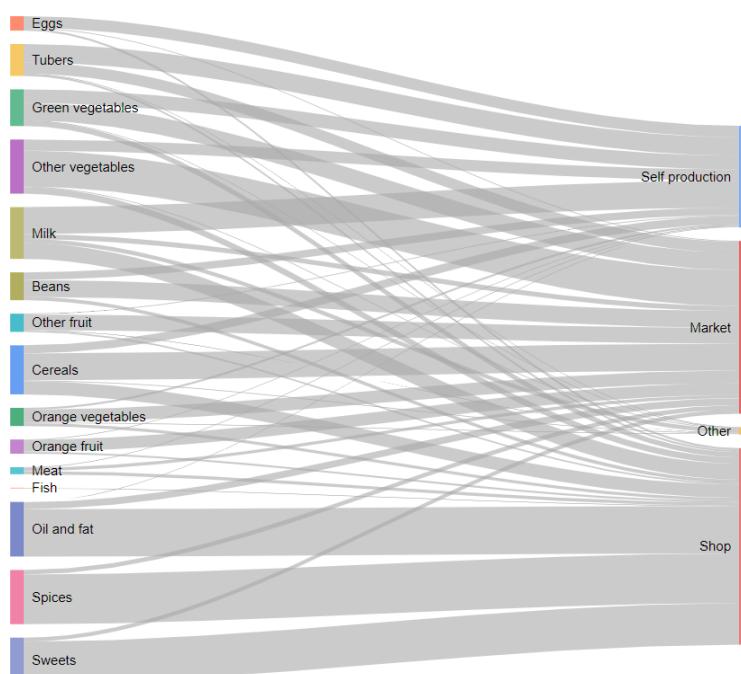 Eggs
Tubers
Green vegetables
Other vegetables
Milk
Beans
Other fruit
Cereals
Orange vegetables
Orange fruit
Meat
Fish
Oil and fat
Spices
Sweets
Self production
Market
Other
Shop